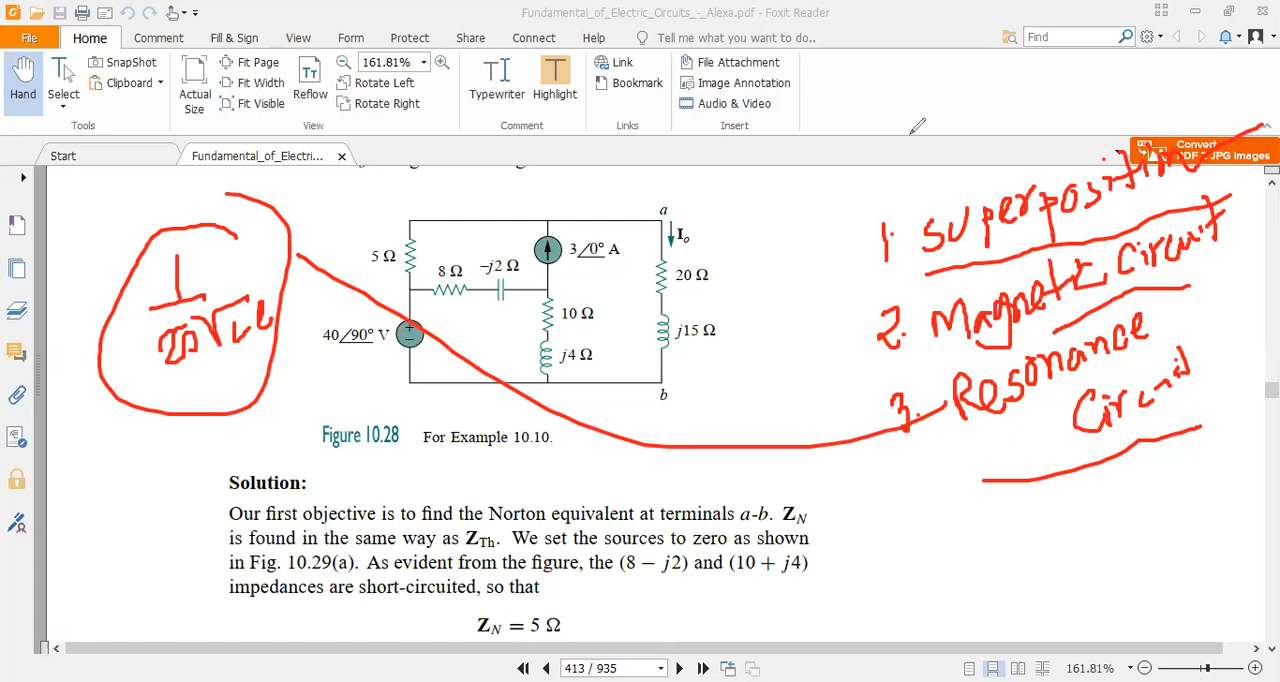 Fundamental_of_Electric_Circuits_-_Alexa.pdf - Foxit Reader
File Home Comment Fill & Sign View Form Protect Share Connect Help Tell me what you want to do.. Find
Hand
Select
SnapShot
Clipboard
Actual Size
Fit Page
Fit Width
Fit Visible
Reflow
161.81%
Rotate Left
Rotate Right
Typewriter
Highlight
Link
Bookmark
File Attachment
Image Annotation
Audio & Video
Tools View Comment Links Insert
Start Fundamental_of_Electri...
Convert
PDF & JPG Images
1. Superposition
2. Magnetic Circuit
3. Resonance
Circuit
a
I₀
5 Ω
8 Ω
−j2 Ω
3∠0° A
20 Ω
10 Ω
40∠90° V
j15 Ω
j4 Ω
b
Figure 10.28 For Example 10.10.
Solution:
Our first objective is to find the Norton equivalent at terminals a-b. Z_N
is found in the same way as Z_Th. We set the sources to zero as shown
in Fig. 10.29(a). As evident from the figure, the (8 − j2) and (10 + j4)
impedances are short-circuited, so that
Z_N = 5 Ω
413 / 935
161.81%